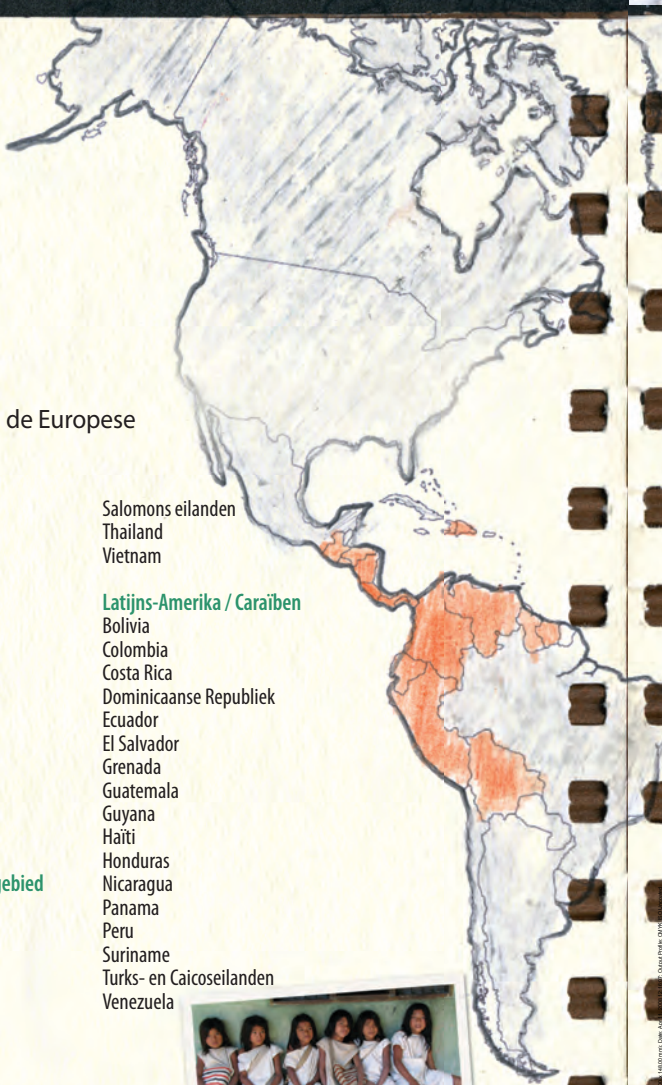 de Europese
Salomons eilanden
Thailand
Vietnam
Latijns-Amerika / Caraïben
Bolivia
Colombia
Costa Rica
Dominicaanse Republiek
Ecuador
El Salvador
Grenada
Guatemala
Guyana
Haïti
Honduras
gebied
Nicaragua
Panama
Peru
Suriname
Turks- en Caicoseilanden
Venezuela